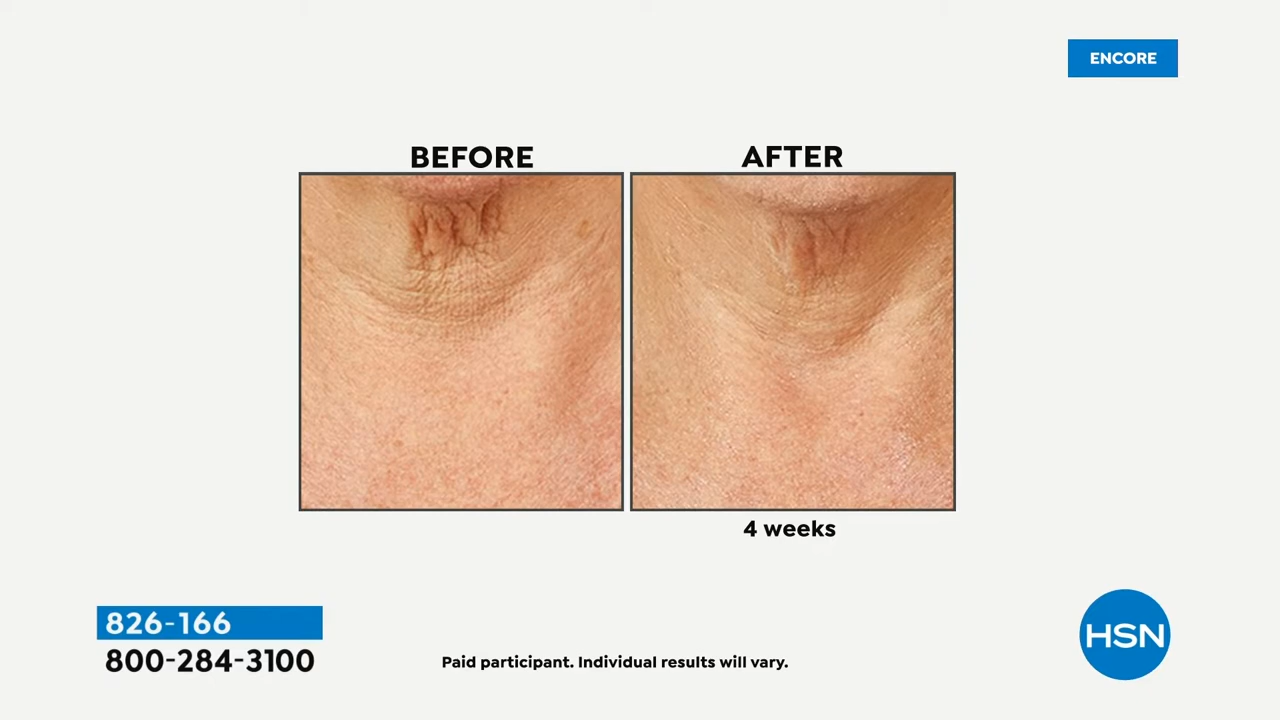 ENCORE
BEFORE
AFTER
4 weeks
826-166
800-284-3100
Paid participant. Individual results will vary.
HSN